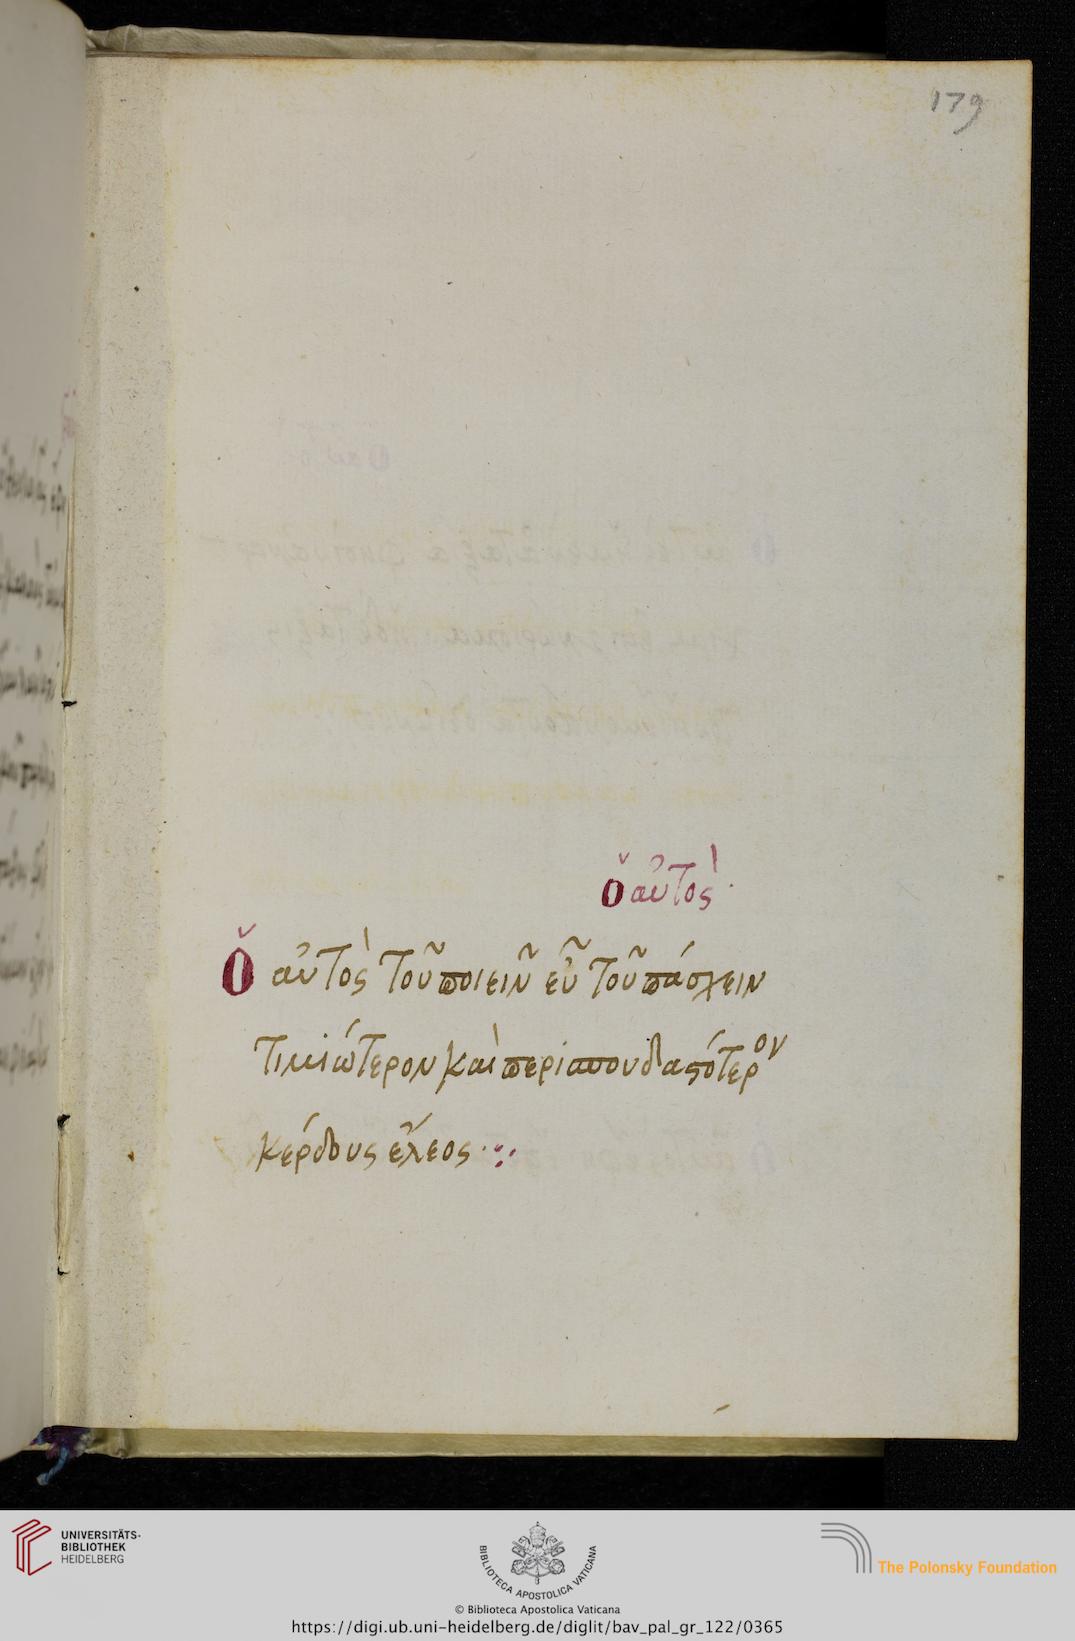 179
ὁ αὐτὸς·
Ὁ αὐτὸς τοῦ ποιεῖν εὖ τοῦ πάσχειν
τιμιώτερον καὶ περισπουδαστότερον
κέρδους ἔλεος
UNIVERSITÄTS-
BIBLIOTHEK
HEIDELBERG
BIBLIOTECA APOSTOLICA VATICANA
The Polonsky Foundation
© Biblioteca Apostolica Vaticana
https://digi.ub.uni-heidelberg.de/diglit/bav_pal_gr_122/0365